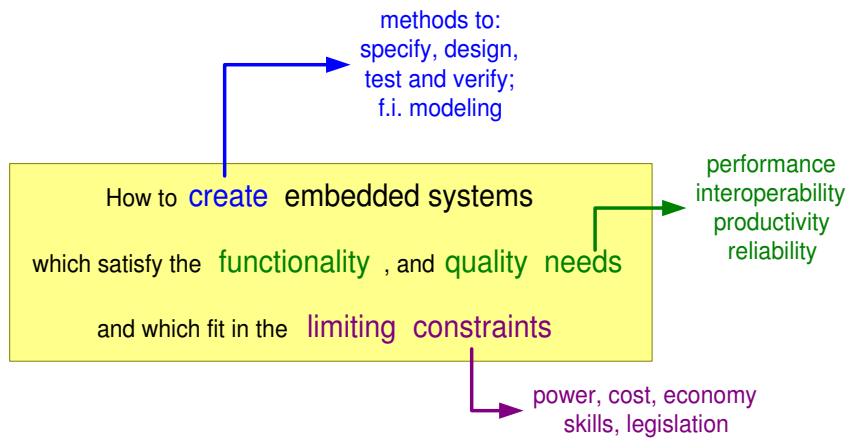 methods to:
specify, design,
test and verify;
f.i. modeling
How to create embedded systems
which satisfy the functionality , and quality needs
and which fit in the limiting constraints
performance
interoperability
productivity
reliability
power, cost, economy
skills, legislation